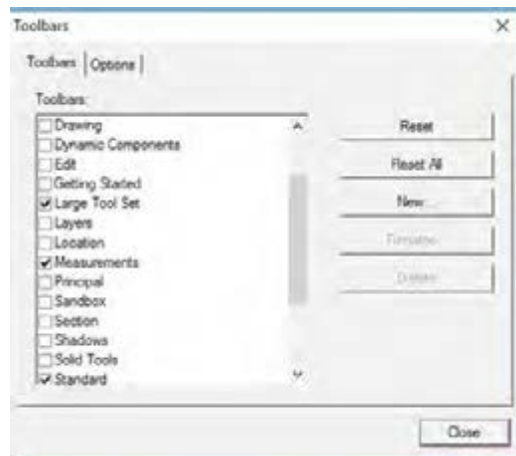 Toolbars
Toolbars
Options
Toolbars:
Drawing
Dynamic Components
Edit
Getting Started
Large Tool Set
Layers
Location
Measurements
Principal
Sandbox
Section
Shadows
Solid Tools
Standard
Reset
Reset All
New...
Rename...
Delete
Close